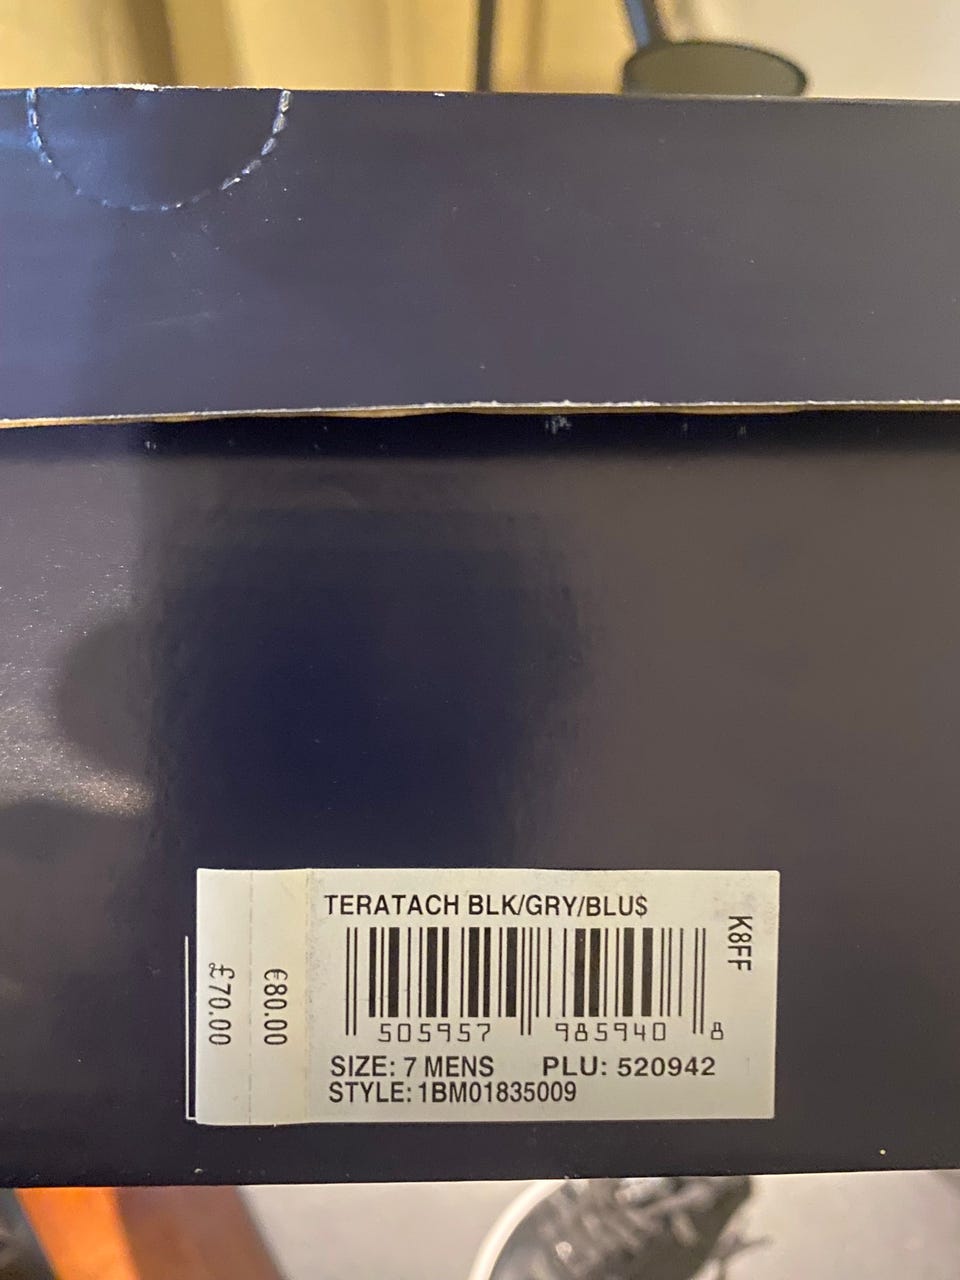 TERATACH BLK/GRY/BLU$
K8FF
£70.00
€80.00
505957 985940 8
SIZE: 7 MENS PLU: 520942
STYLE: 1BM01835009